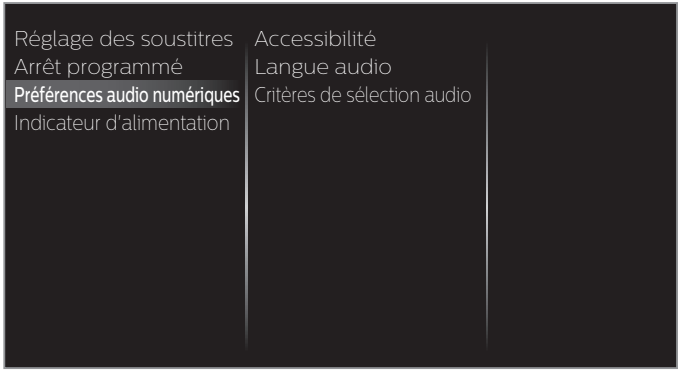 Réglage des soustitres
Arrêt programmé
Préférences audio numériques
Indicateur d'alimentation
Accessibilité
Langue audio
Critères de sélection audio